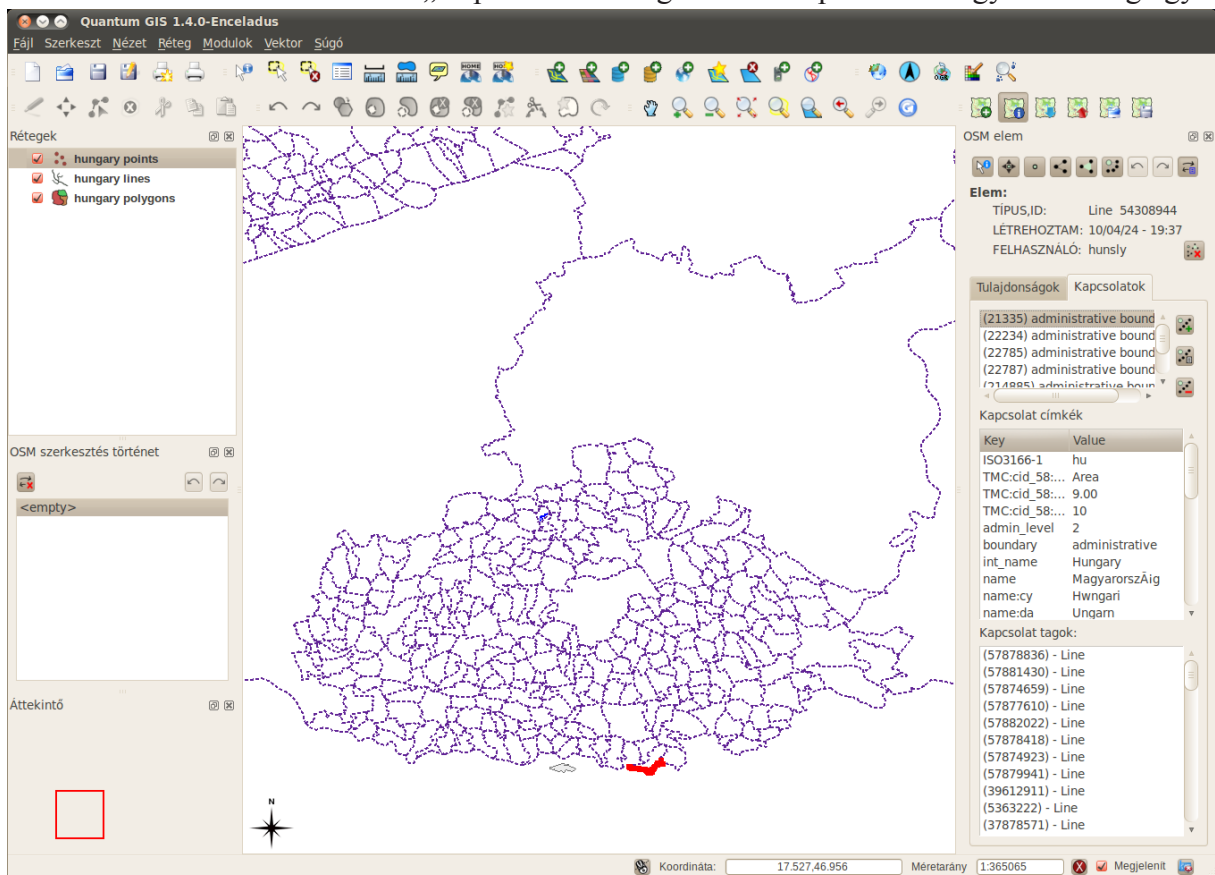 Quantum GIS 1.4.0-Enceladus
Fájl Szerkeszt Nézet Réteg Modulok Vektor Súgó
Rétegek
hungary points
hungary lines
hungary polygons
OSM szerkesztés történet
<empty>
Áttekintő
N
OSM elem
Elem:
TÍPUS,ID: Line 54308944
LÉTREHOZTAM: 10/04/24 - 19:37
FELHASZNÁLÓ: hunsly
Tulajdonságok Kapcsolatok
(21335) administrative bound
(22234) administrative bound
(22785) administrative bound
(22787) administrative bound
(214885) administrative boun
Kapcsolat címkék
Key Value
ISO3166-1 hu
TMC:cid_58:... Area
TMC:cid_58:... 9.00
TMC:cid_58:... 10
admin_level 2
boundary administrative
int_name Hungary
name MagyarorszÃig
name:cy Hwngari
name:da Ungarn
Kapcsolat tagok:
(57878836) - Line
(57881430) - Line
(57874659) - Line
(57877610) - Line
(57882022) - Line
(57878418) - Line
(57874923) - Line
(57879941) - Line
(39612911) - Line
(5363222) - Line
(37878571) - Line
Koordináta: 17.527,46.956 Méretarány 1:365065 Megjelenít